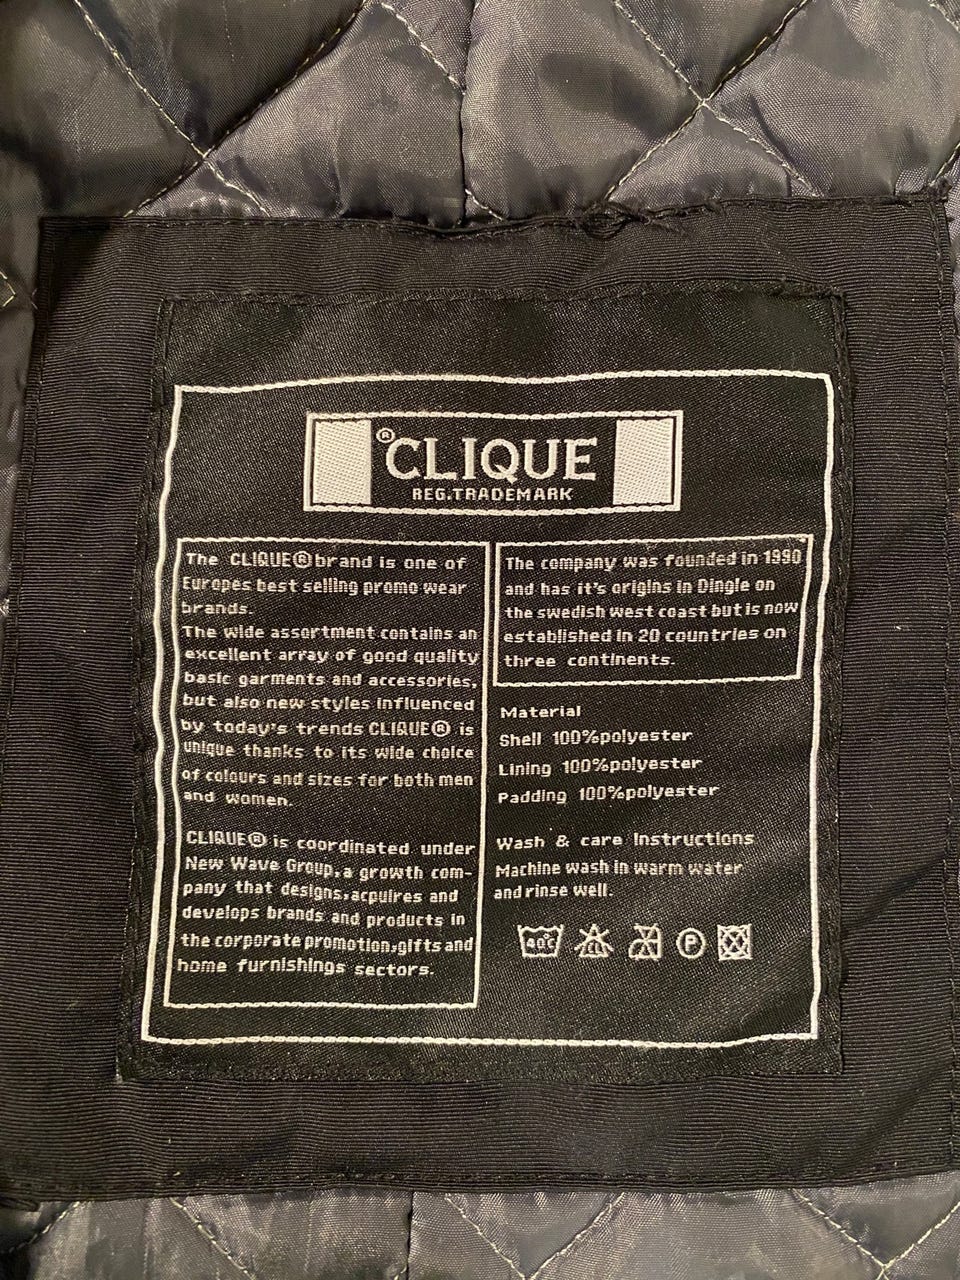 ®CLIQUE
REG.TRADEMARK
The CLIQUE® brand is one of
Europes best selling promo wear
brands.
The wide assortment contains an
excellent array of good quality
basic garments and accessories,
but also new styles influenced
by today's trends CLIQUE® is
unique thanks to its wide choice
of colours and sizes for both men
and women.
CLIQUE® is coordinated under
New Wave Group,a growth com-
pany that designs,acpuires and
develops brands and products in
the corporate promotion,gifts and
home furnishings sectors.
The company was founded in 1990
and has it's origins in Dingle on
the swedish west coast but is now
established in 20 countries on
three continents.
Material
Shell 100%polyester
Lining 100%polyester
Padding 100%polyester
Wash & care Instructions
Machine wash in warm water
and rinse well.
40C CL P